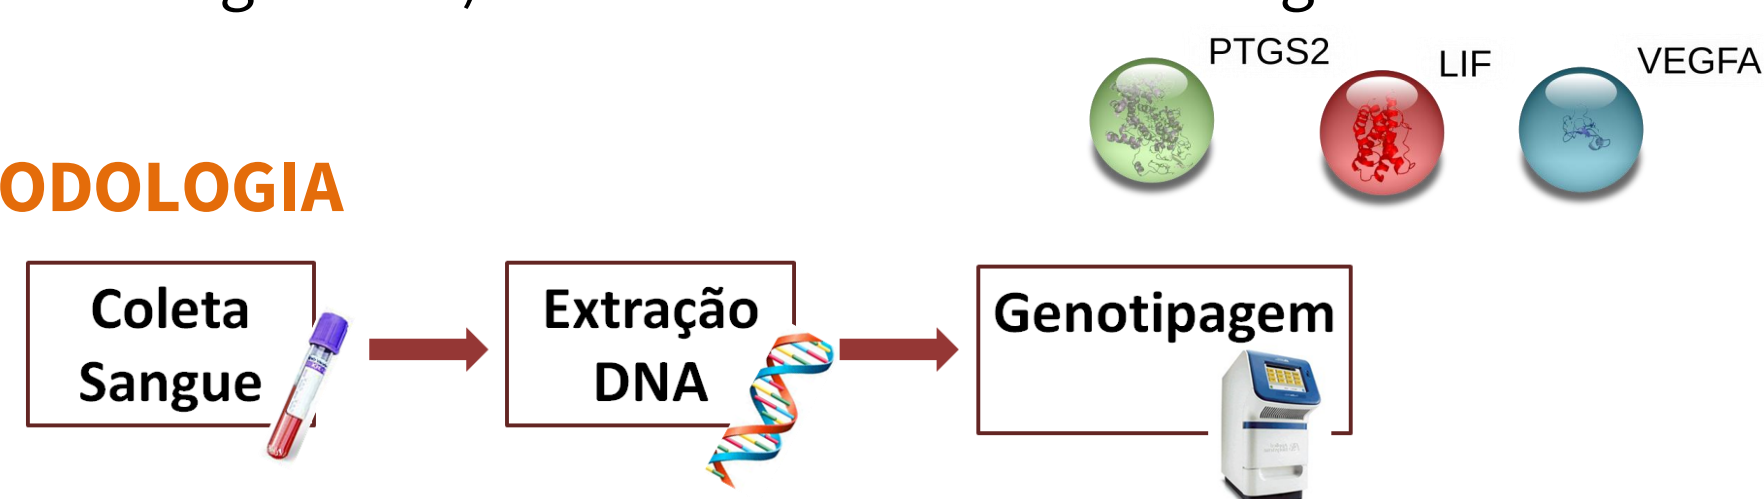 PTGS2
LIF
VEGFA
ODOLOGIA
Coleta
Sangue
Extração
DNA
Genotipagem